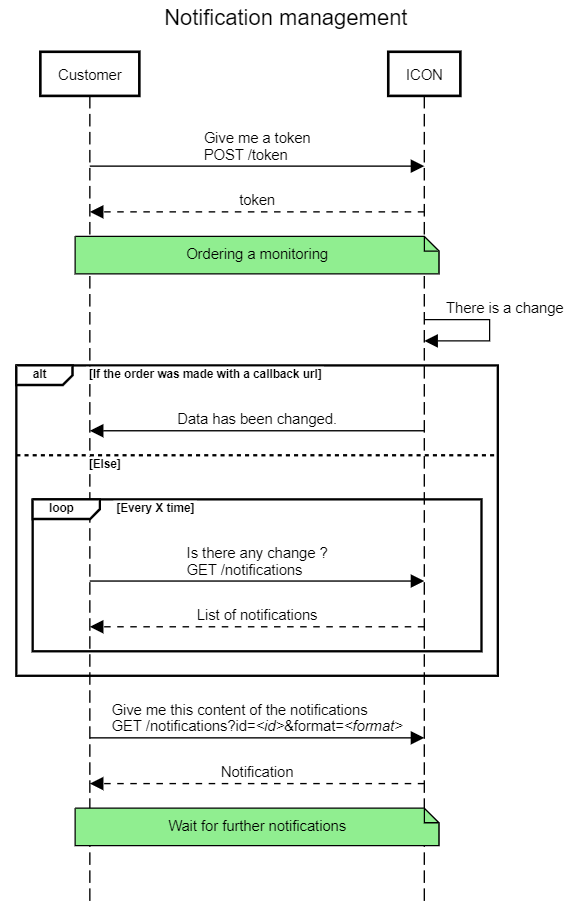 Notification management
Customer
ICON
Give me a token
POST /token
token
Ordering a monitoring
There is a change
alt
[If the order was made with a callback url]
Data has been changed.
[Else]
loop
[Every X time]
Is there any change ?
GET /notifications
List of notifications
Give me this content of the notifications
GET /notifications?id=<id>&format=<format>
Notification
Wait for further notifications